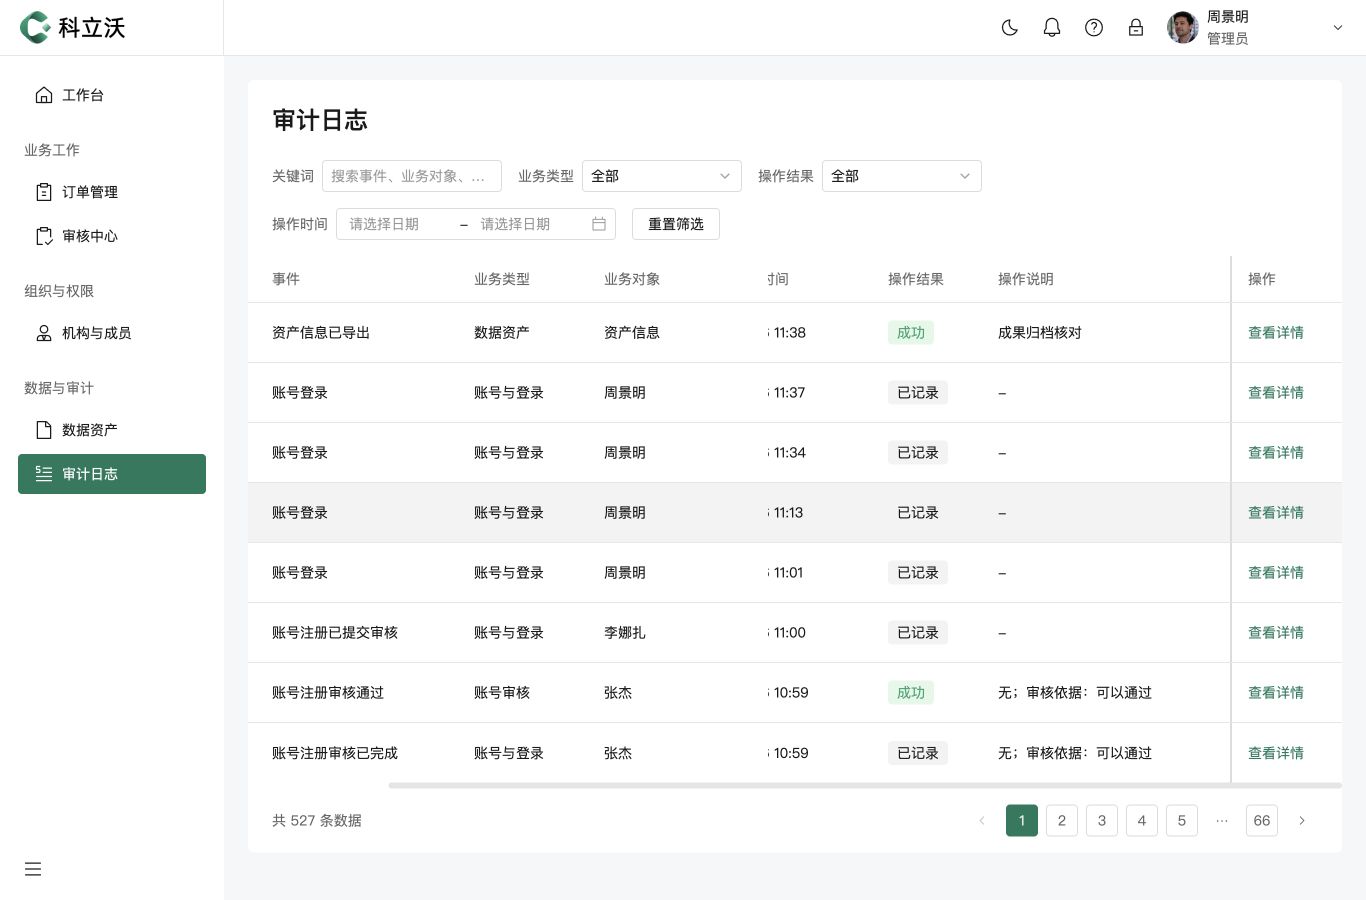 科立沃
周景明
管理员
工作台
业务工作
订单管理
审核中心
组织与权限
机构与成员
数据与审计
数据资产
审计日志
审计日志
关键词 搜索事件、业务对象、... 业务类型 全部 操作结果 全部
操作时间 请选择日期 – 请选择日期 重置筛选
事件 业务类型 业务对象 时间 操作结果 操作说明 操作
资产信息已导出 数据资产 资产信息 11:38 成功 成果归档核对 查看详情
账号登录 账号与登录 周景明 11:37 已记录 – 查看详情
账号登录 账号与登录 周景明 11:34 已记录 – 查看详情
账号登录 账号与登录 周景明 11:13 已记录 – 查看详情
账号登录 账号与登录 周景明 11:01 已记录 – 查看详情
账号注册已提交审核 账号与登录 李娜扎 11:00 已记录 – 查看详情
账号注册审核通过 账号审核 张杰 10:59 成功 无；审核依据：可以通过 查看详情
账号注册审核已完成 账号与登录 张杰 10:59 已记录 无；审核依据：可以通过 查看详情
共 527 条数据
1 2 3 4 5 ··· 66